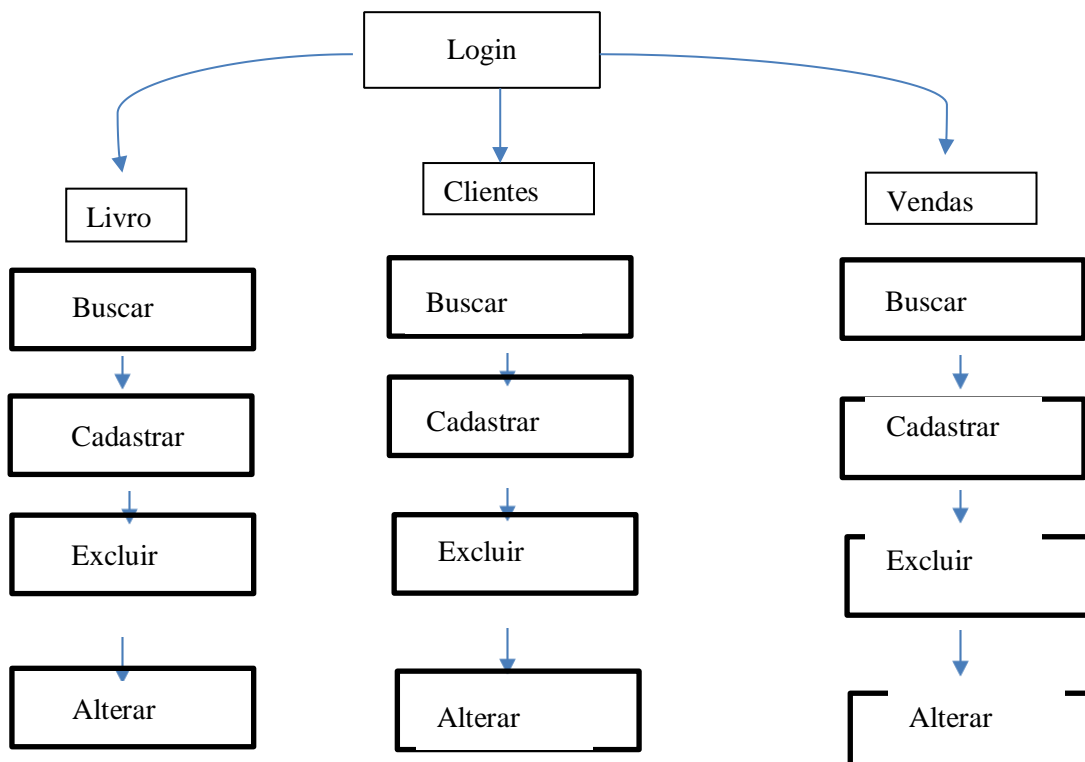 Login
Livro
Clientes
Vendas
Buscar
Buscar
Buscar
Cadastrar
Cadastrar
Cadastrar
Excluir
Excluir
Excluir
Alterar
Alterar
Alterar